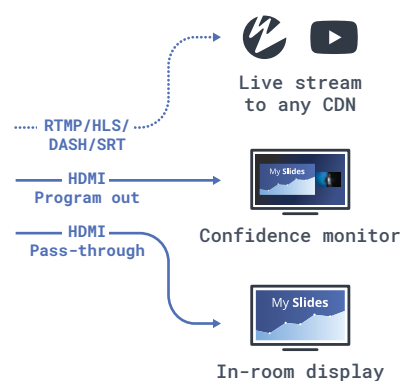 Live stream
to any CDN
RTMP/HLS/
DASH/SRT
My Slides
HDMI
Program out
Confidence monitor
HDMI
Pass-through
My Slides
In-room display